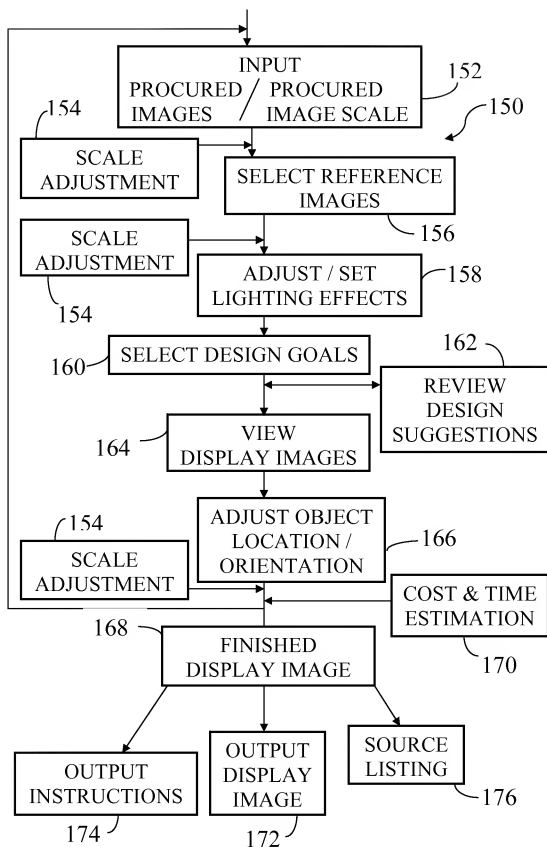 INPUT
PROCURED IMAGES / PROCURED IMAGE SCALE
152
150
154
SCALE
ADJUSTMENT
SELECT REFERENCE
IMAGES
156
SCALE
ADJUSTMENT
154
ADJUST / SET
LIGHTING EFFECTS
158
SELECT DESIGN GOALS
160
162
REVIEW
DESIGN
SUGGESTIONS
VIEW
DISPLAY IMAGES
164
ADJUST OBJECT
LOCATION /
ORIENTATION
166
154
SCALE
ADJUSTMENT
COST & TIME
ESTIMATION
170
168
FINISHED
DISPLAY IMAGE
OUTPUT
INSTRUCTIONS
174
OUTPUT
DISPLAY
IMAGE
172
SOURCE
LISTING
176